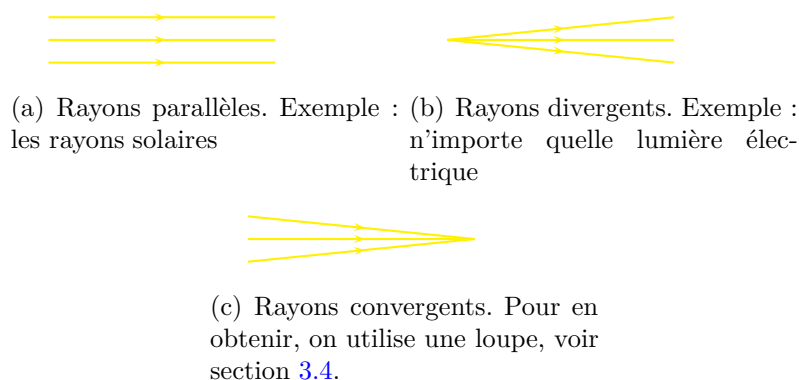 (a) Rayons parallèles. Exemple :
les rayons solaires
(b) Rayons divergents. Exemple :
n'importe quelle lumière élec-
trique
(c) Rayons convergents. Pour en
obtenir, on utilise une loupe, voir
section 3.4.